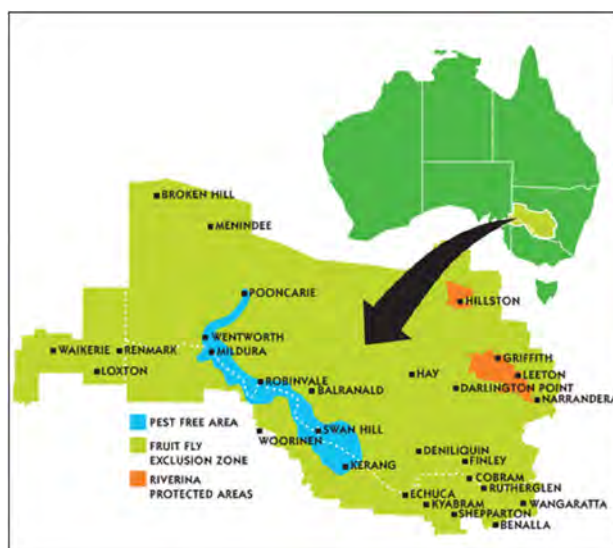 BROKEN HILL
MENINDEE
POONCARIE
HILLSTON
WENTWORTH
WAIKERIE
RENMARK
MILDURA
GRIFFITH
LOXTON
HAY
LEETON
ROBINVALE
BALRANALD
DARLINGTON POINT
NARRANDERA
PEST FREE AREA
WOORINEN
SWAN HILL
FRUIT FLY
EXCLUSION ZONE
DENILIQUIN
FINLEY
KERANG
RIVERINA
PROTECTED AREAS
COBRAM
RUTHERGLEN
ECHUCA
KYABRAM
WANGARATTA
SHEPPARTON
BENALLA